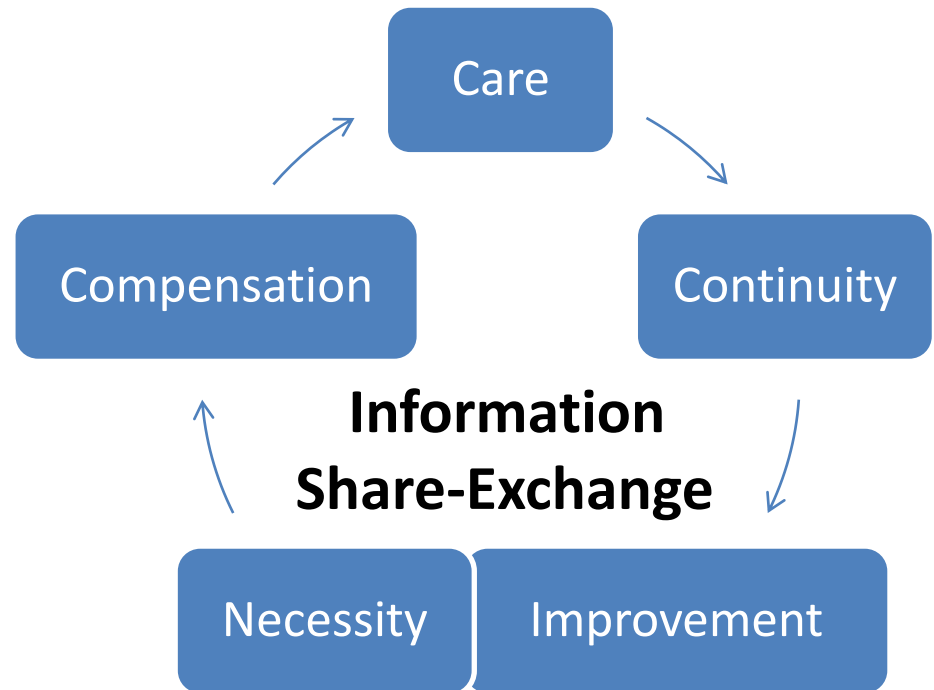 Care
Compensation
Continuity
Information
Share-Exchange
Necessity
Improvement